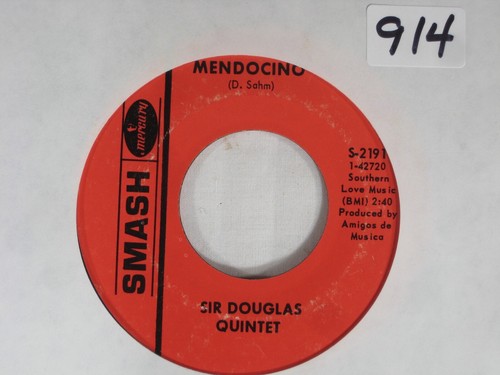 914
MENDOCINO
(D. Sahm)
SMASH
mercury
S-2191
1-42720
Southern
Love Music
(BMI) 2:40
Produced by
Amigos de
Musica
SIR DOUGLAS
QUINTET